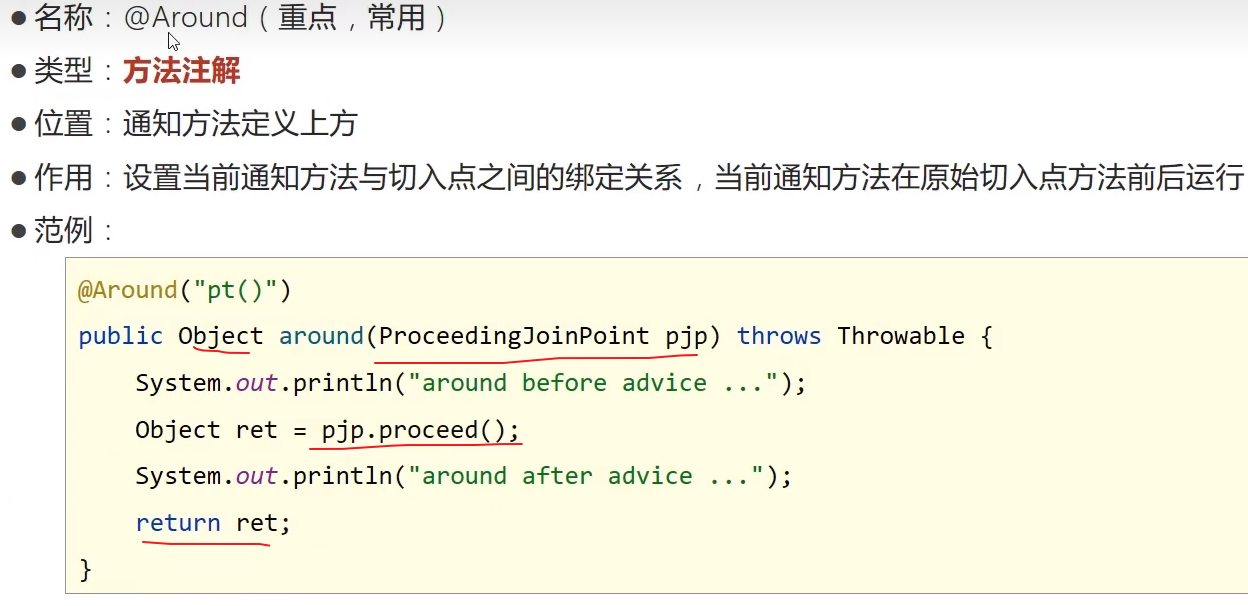 ● 名称：@Around（重点，常用）
● 类型：方法注解
● 位置：通知方法定义上方
● 作用：设置当前通知方法与切入点之间的绑定关系，当前通知方法在原始切入点方法前后运行
● 范例：
@Around("pt()")
public Object around(ProceedingJoinPoint pjp) throws Throwable {
    System.out.println("around before advice ...");
    Object ret = pjp.proceed();
    System.out.println("around after advice ...");
    return ret;
}